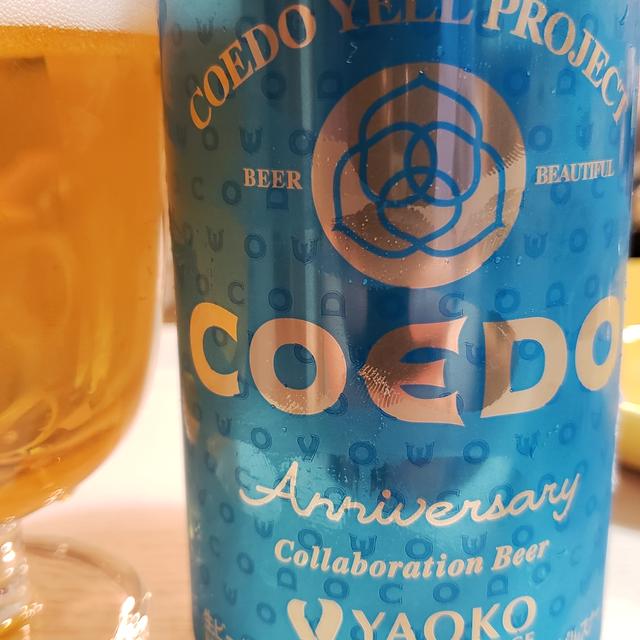 COEDO YELL PROJECT
BEER BEAUTIFUL
COEDO
Anniversary
Collaboration Beer
YAOKO